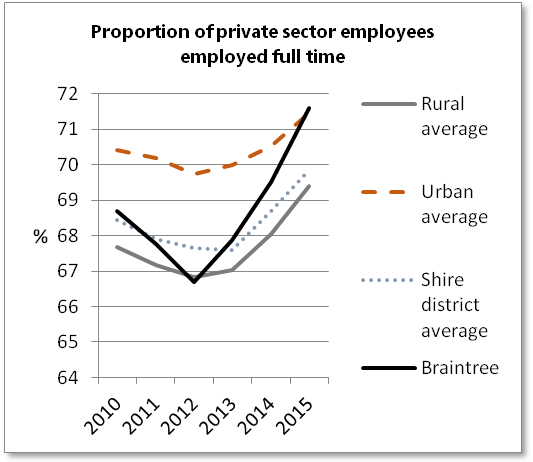 Proportion of private sector employees
employed full time
72
71
70
69
68
67
66
65
64
%
2010
2011
2012
2013
2014
2015
Rural
average
Urban
average
Shire
district
average
Braintree